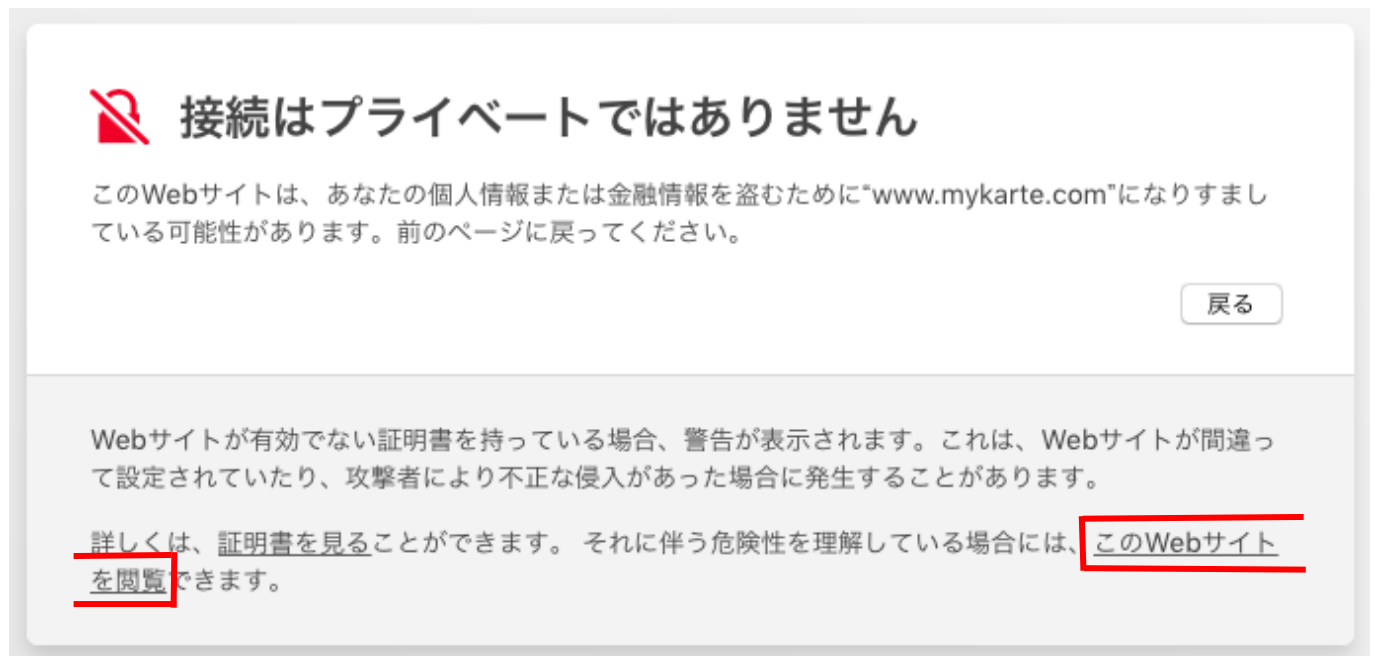 接続はプライベートではありません
このWebサイトは、あなたの個人情報または金融情報を盗むために“www.mykarte.com”になりすまし
ている可能性があります。前のページに戻ってください。
戻る
Webサイトが有効でない証明書を持っている場合、警告が表示されます。これは、Webサイトが間違っ
て設定されていたり、攻撃者により不正な侵入があった場合に発生することがあります。
詳しくは、証明書を見ることができます。 それに伴う危険性を理解している場合には、このWebサイト
を閲覧できます。